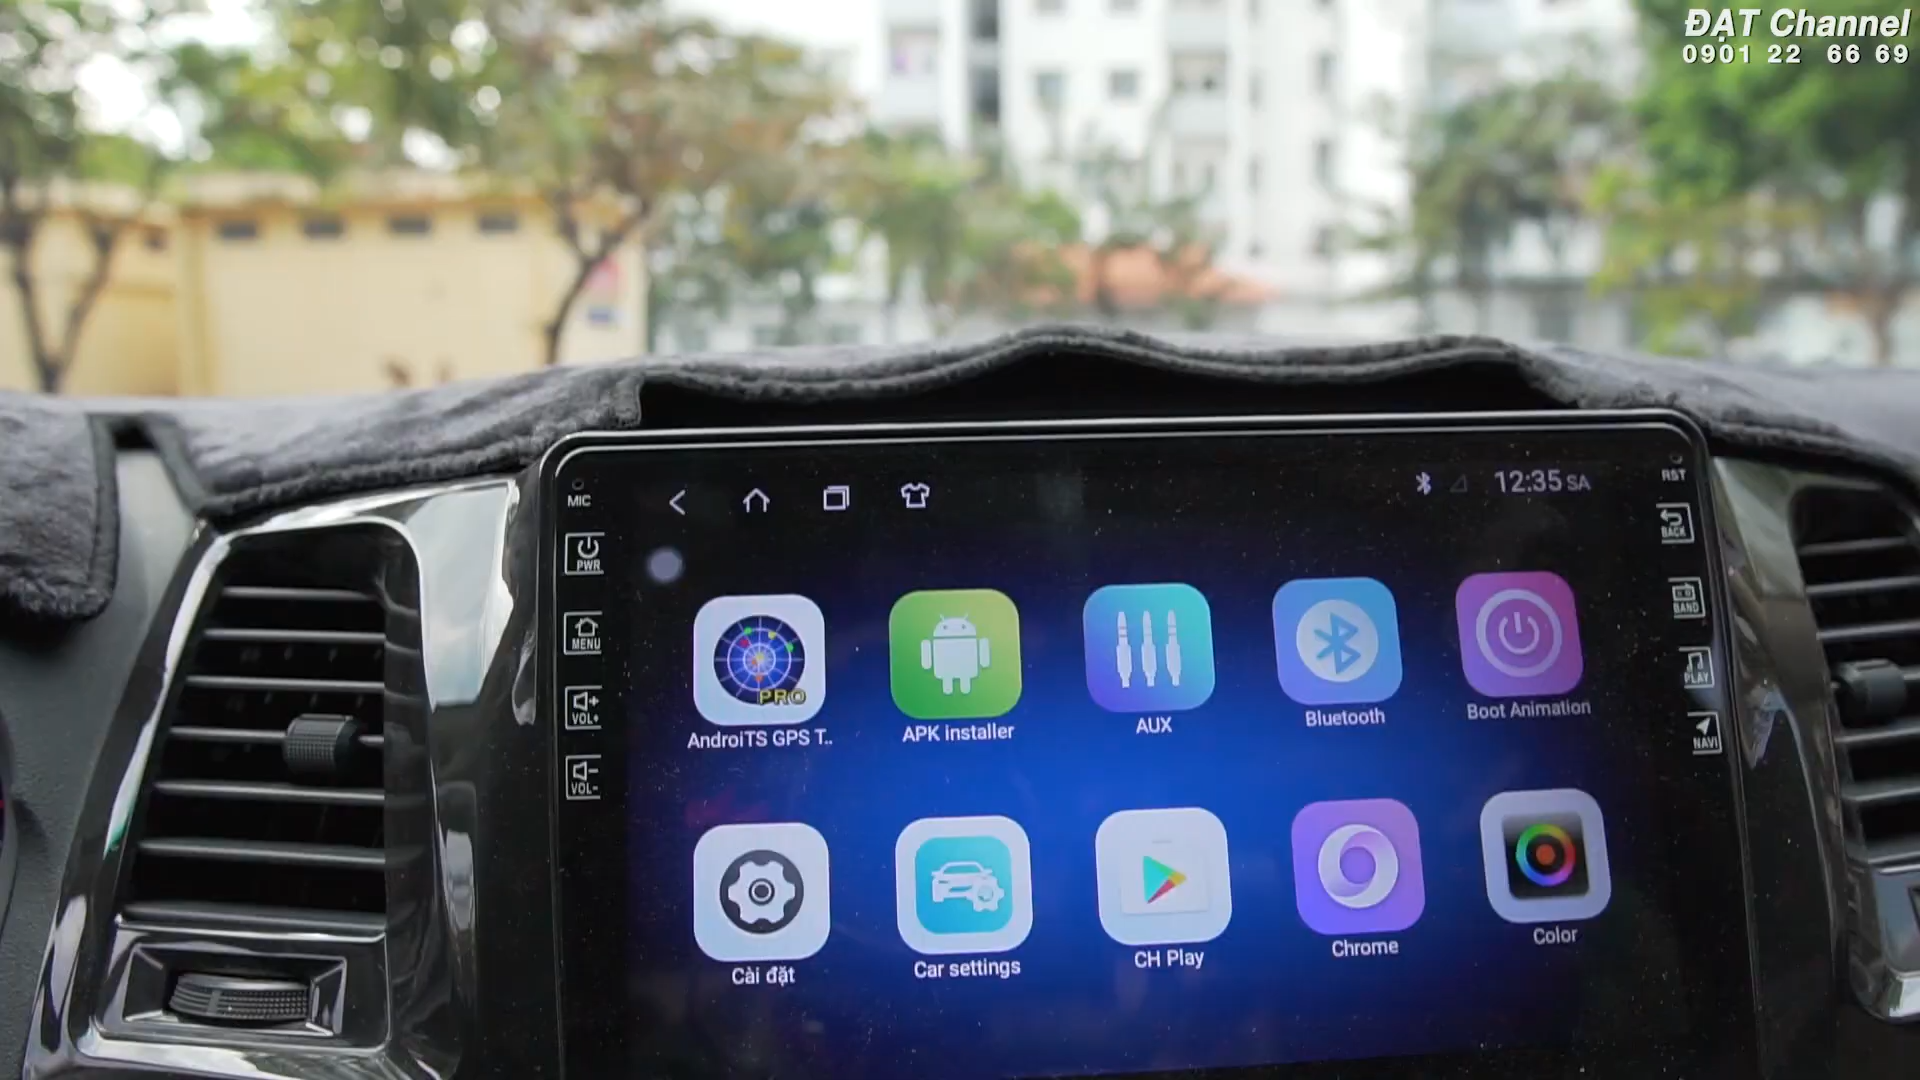 ĐẠT Channel
0901 22 66 69
MIC
12:35 SA
RST
BACK
PWR
MENU
BAND
VOL+
PLAY
VOL-
NAVI
PRO
AndroiTS GPS T..
APK installer
AUX
Bluetooth
Boot Animation
Cài đặt
Car settings
CH Play
Chrome
Color